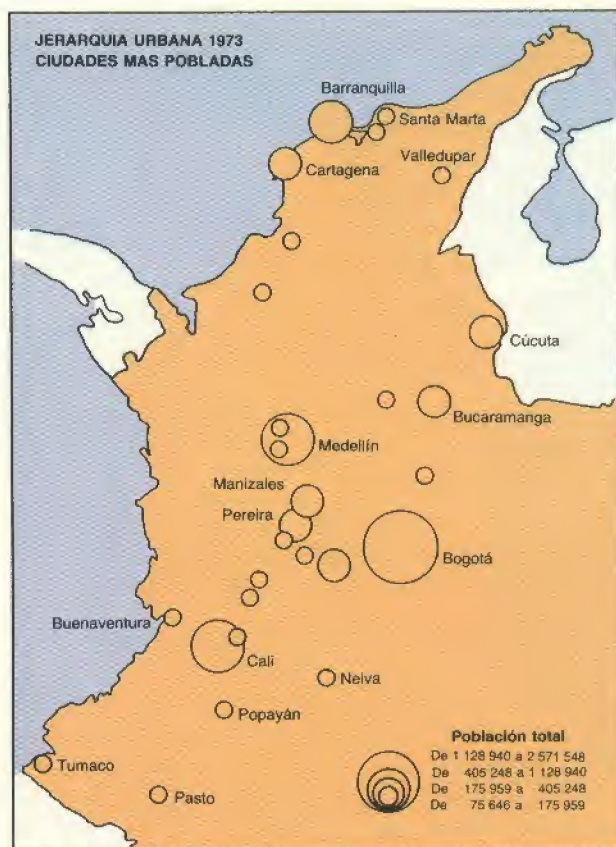 JERARQUIA URBANA 1973
CIUDADES MAS POBLADAS
Barranquilla
Santa Marta
Cartagena
Valledupar
Cúcuta
Bucaramanga
Medellín
Manizales
Pereira
Bogotá
Buenaventura
Cali
Neiva
Popayán
Tumaco
Pasto
Población total
De 1 128 940 a 2 571 548
De 405 248 a 1 128 940
De 175 959 a 405 248
De 75 646 a 175 959